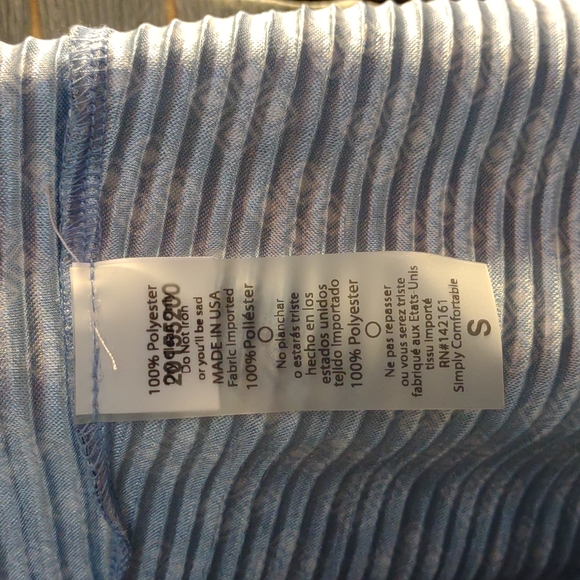 100% Polyester
20195200
Do Not Iron
or you'll be sad
MADE IN USA
Fabric Imported
100%Poliéster
No planchar
o estarás triste
hecho en los
estados unidos
tejido importado
100% Polyester
Ne pas repasser
ou vous serez triste
fabriqué aux Etats-Unis
tissu importé
RN#142161
Simply Comfortable
S